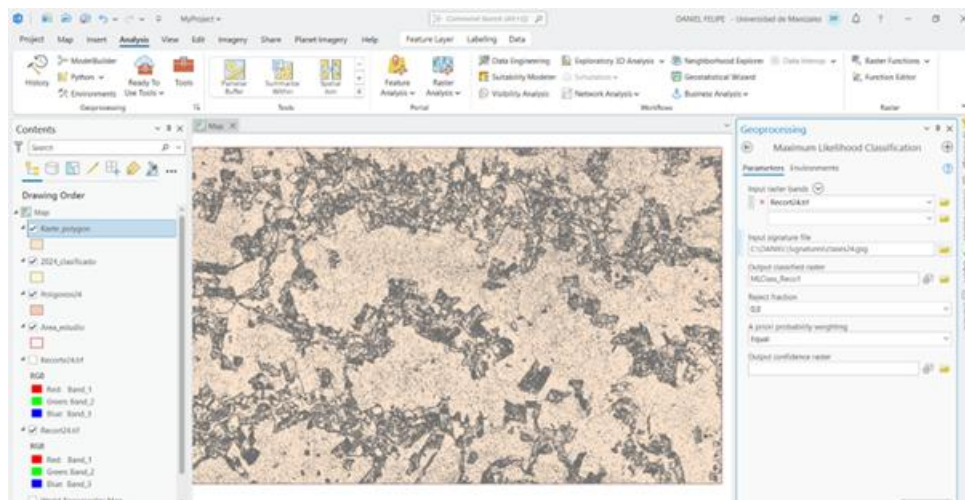 MyProject
Command Search (Alt+Q)
DANIEL FELIPE - Universidad de Manizales
Project Map Insert Analysis View Edit Imagery Share Planet Imagery Help Feature Layer Labeling Data
History
ModelBuilder
Python
Environments
Ready To Use Tools
Tools
Geoprocessing
Pairwise Buffer
Summarize Within
Spatial Join
Tools
Feature Analysis
Raster Analysis
Portal
Data Engineering
Suitability Modeler
Visibility Analysis
Exploratory 3D Analysis
Simulation
Network Analysis
Neighborhood Explorer
Geostatistical Wizard
Business Analysis
Data Interop
Workflows
Raster Functions
Function Editor
Raster
Contents
Search
Drawing Order
Map
2024_clasificado
Area_estudio
Recorte24.tif
RGB
Red: Band_1
Green: Band_2
Blue: Band_3
Recort24.tif
RGB
Red: Band_1
Green: Band_2
Blue: Band_3
Map
Geoprocessing
Maximum Likelihood Classification
Parameters Environments
Input raster bands
Recort24.tif
Input signature file
Output classified raster
MLClass_Recor1
Reject fraction
0,0
A priori probability weighting
Equal
Output confidence raster